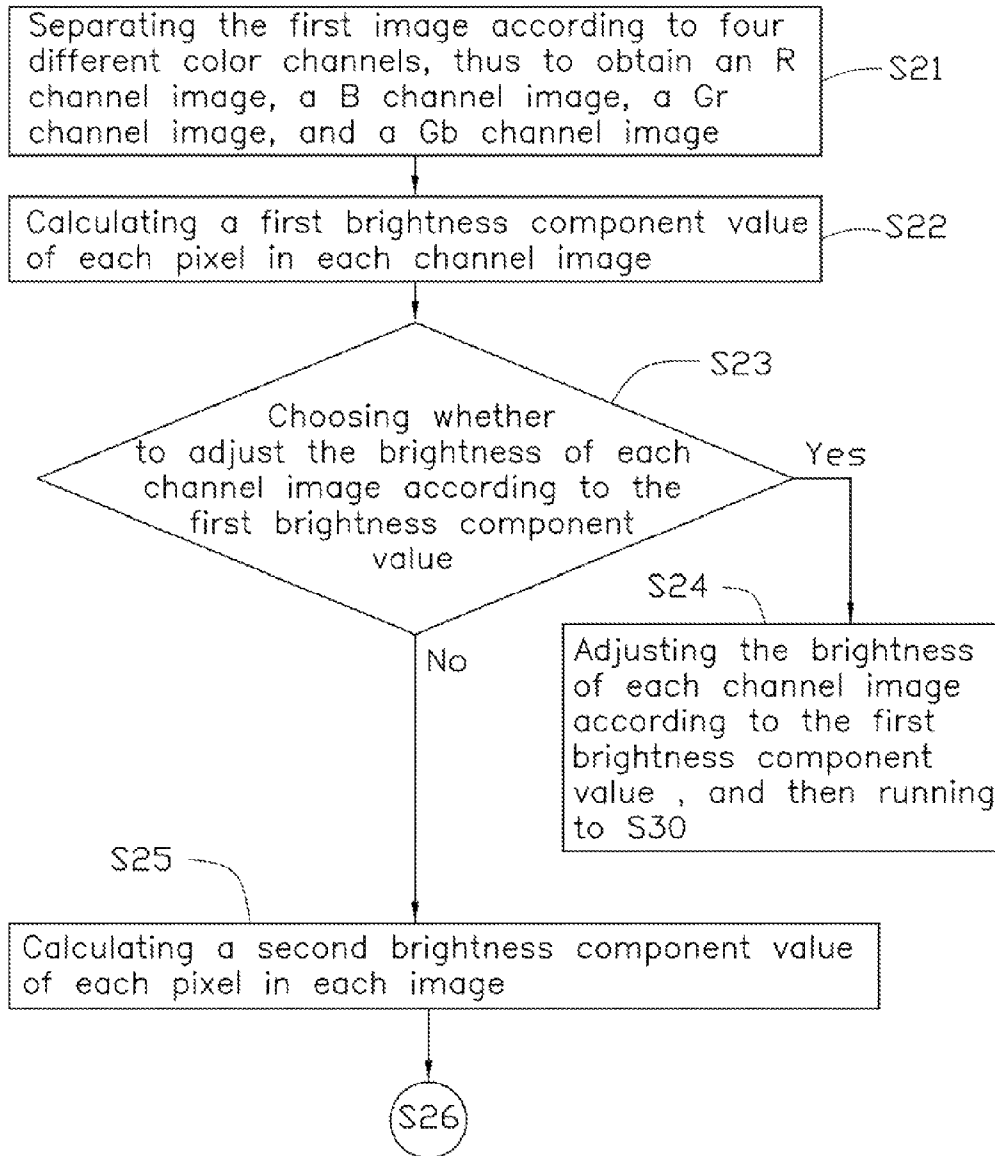 Separating the first image according to four
different color channels, thus to obtain an R
channel image, a B channel image, a Gr
channel image, and a Gb channel image
S21
Calculating a first brightness component value
of each pixel in each channel image
S22
S23
Choosing whether
to adjust the brightness of each
channel image according to the
first brightness component
value
Yes
No
S24
Adjusting the brightness
of each channel image
according to the first
brightness component
value , and then running
to S30
S25
Calculating a second brightness component value
of each pixel in each image
S26